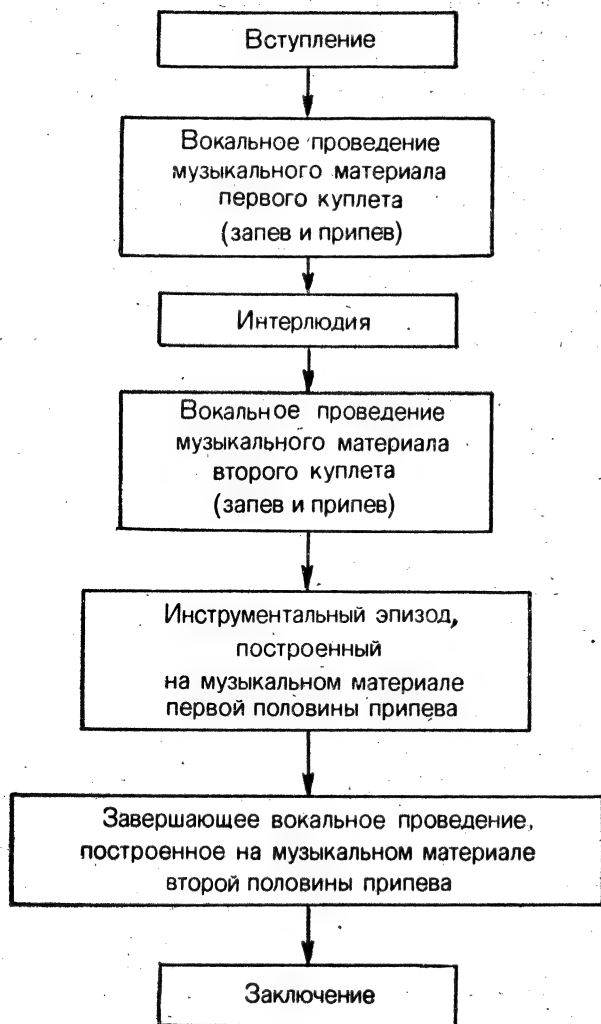 Вступление
Вокальное проведение
музыкального материала
первого куплета
(запев и припев)
Интерлюдия
Вокальное проведение
музыкального материала
второго куплета
(запев и припев)
Инструментальный эпизод,
построенный
на музыкальном материале
первой половины припева
Завершающее вокальное проведение,
построенное на музыкальном материале
второй половины припева
Заключение